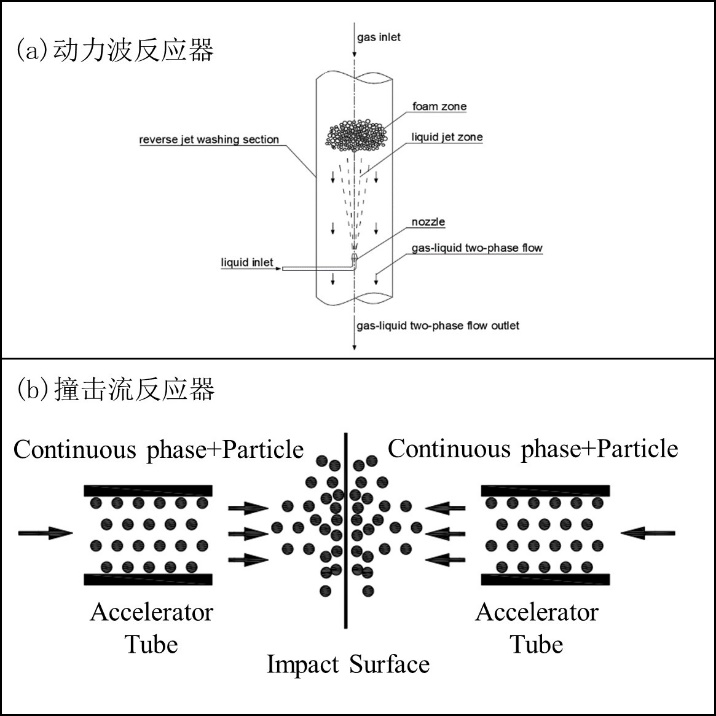 (a)动力波反应器
gas inlet
foam zone
liquid jet zone
reverse jet washing section
nozzle
gas-liquid two-phase flow
liquid inlet
gas-liquid two-phase flow outlet
(b)撞击流反应器
Continuous phase+Particle
Continuous phase+Particle
Accelerator
Tube
Accelerator
Tube
Impact Surface